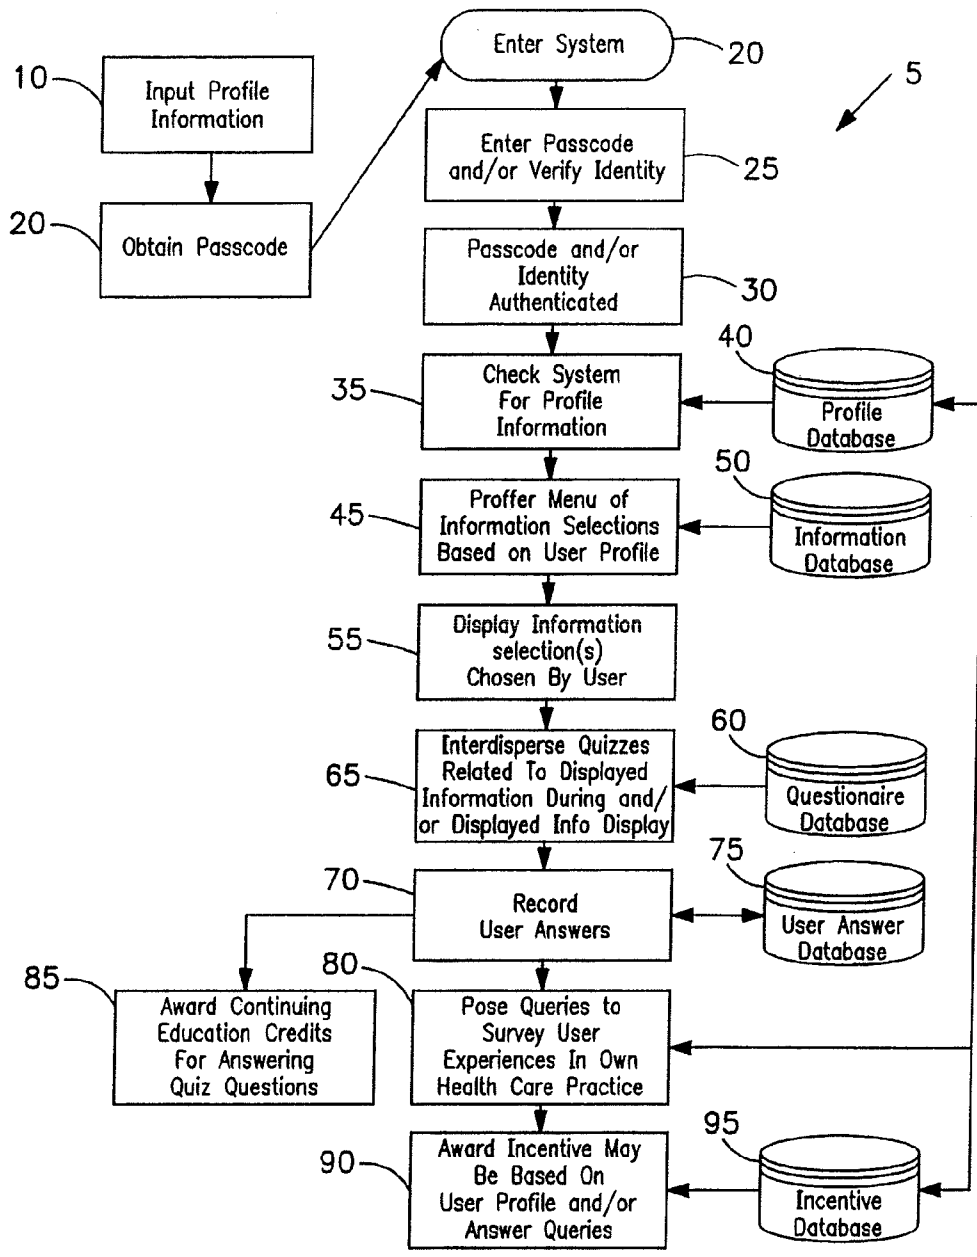 Enter System
20
5
10
Input Profile
Information
Enter Passcode
and/or Verify Identity
25
20
Obtain Passcode
Passcode and/or
Identity
Authenticated
30
40
35
Check System
For Profile
Information
Profile
Database
50
45
Proffer Menu of
Information Selections
Based on User Profile
Information
Database
55
Display Information
selection(s)
Chosen By User
60
65
Interdisperse Quizzes
Related To Displayed
Information During and/
or Displayed Info Display
Questionaire
Database
75
70
Record
User Answers
User Answer
Database
85
80
Award Continuing
Education Credits
For Answering
Quiz Questions
Pose Queries to
Survey User
Experiences In Own
Health Care Practice
95
90
Award Incentive May
Be Based On
User Profile and/or
Answer Queries
Incentive
Database